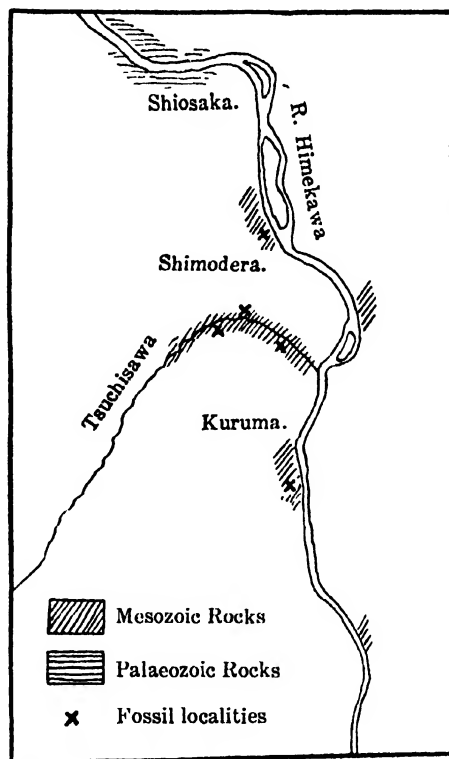 Shiosaka.
R. Himekawa
Shimodera.
Tsuchisawa
Kuruma.
Mesozoic Rocks
Palaeozoic Rocks
x Fossil localities